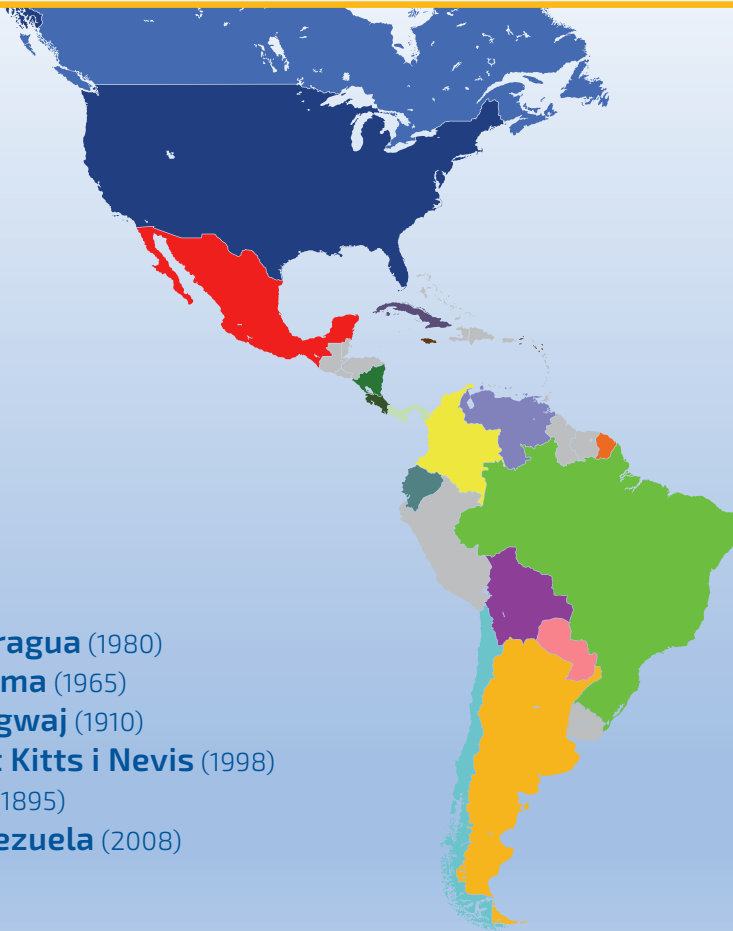 ragua (1980)
ma (1965)
gwaj (1910)
Kitts i Nevis (1998)
1895)
ezuela (2008)